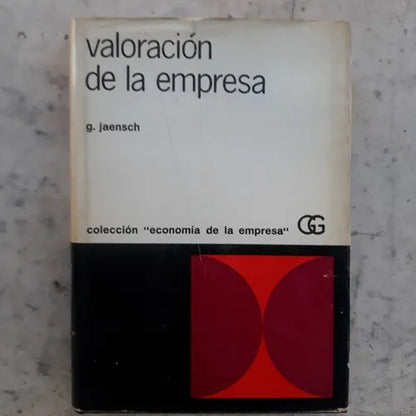 valoración
de la empresa
g. jaensch
colección "economía de la empresa" GG